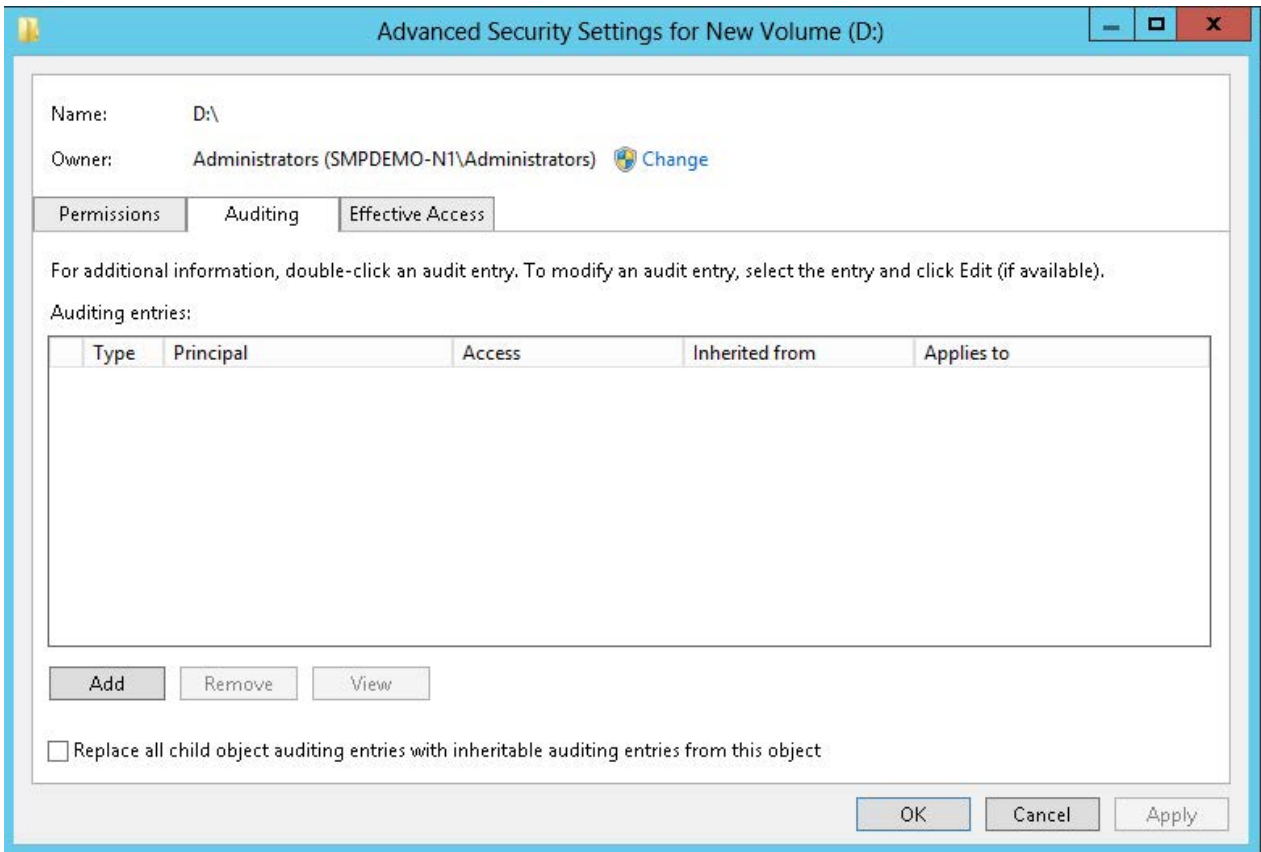 Advanced Security Settings for New Volume (D:)
Name: D:\
Owner: Administrators (SMPDEMO-N1\Administrators) Change
Permissions Auditing Effective Access
For additional information, double-click an audit entry. To modify an audit entry, select the entry and click Edit (if available).
Auditing entries:
Type Principal Access Inherited from Applies to
Add Remove View
Replace all child object auditing entries with inheritable auditing entries from this object
OK Cancel Apply